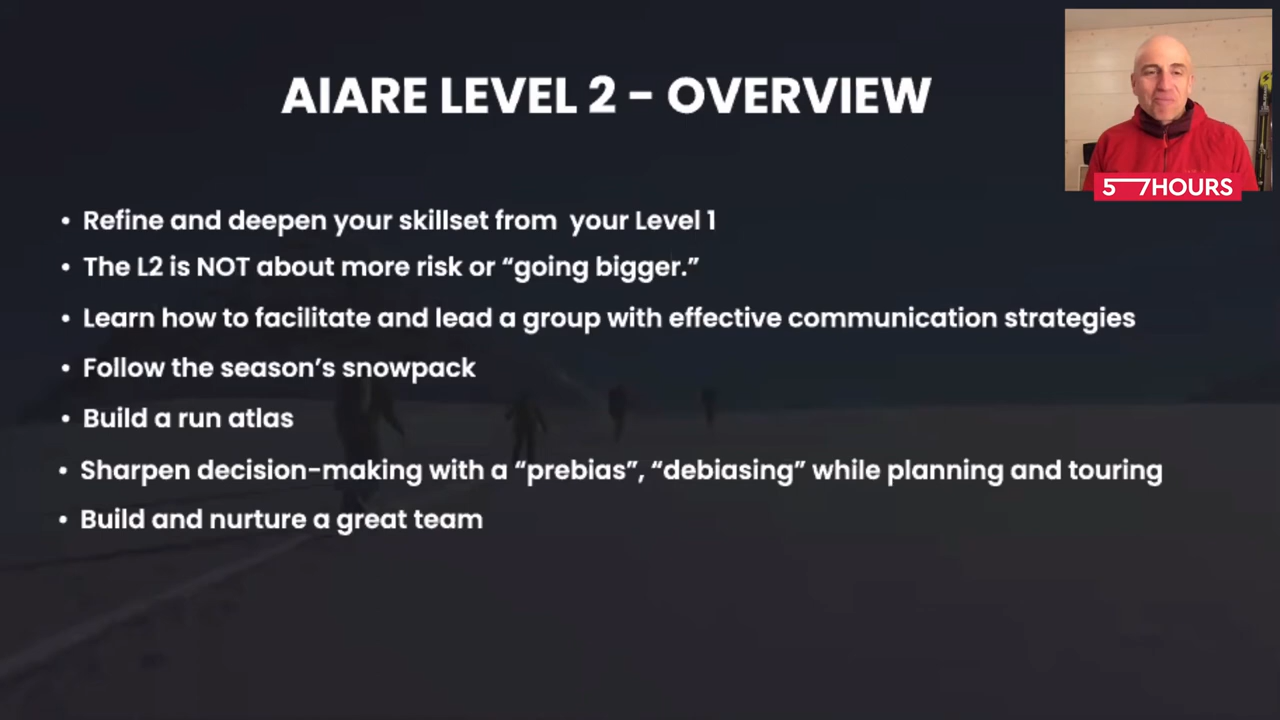 AIARE LEVEL 2 - OVERVIEW
5 7HOURS
• Refine and deepen your skillset from  your Level 1
• The L2 is NOT about more risk or “going bigger.”
• Learn how to facilitate and lead a group with effective communication strategies
• Follow the season’s snowpack
• Build a run atlas
• Sharpen decision-making with a “prebias”, “debiasing” while planning and touring
• Build and nurture a great team